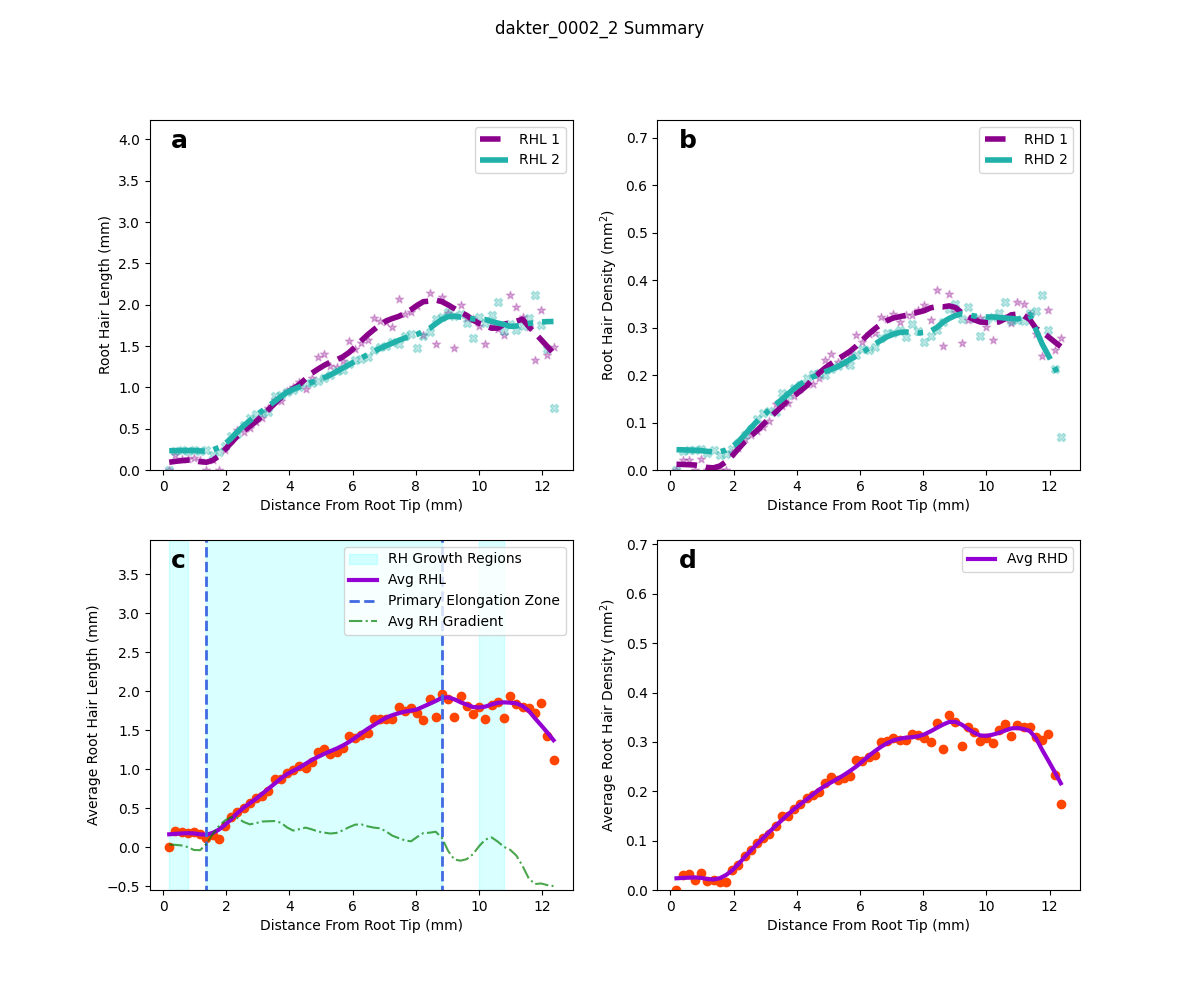 dakter_0002_2 Summary
a
RHL 1
RHL 2
4.0
3.5
3.0
2.5
2.0
1.5
1.0
0.5
0.0
Root Hair Length (mm)
0 2 4 6 8 10 12
Distance From Root Tip (mm)
b
RHD 1
RHD 2
0.7
0.6
0.5
0.4
0.3
0.2
0.1
0.0
Root Hair Density (mm²)
0 2 4 6 8 10 12
Distance From Root Tip (mm)
c
RH Growth Regions
Avg RHL
Primary Elongation Zone
Avg RH Gradient
3.5
3.0
2.5
2.0
1.5
1.0
0.5
0.0
−0.5
Average Root Hair Length (mm)
0 2 4 6 8 10 12
Distance From Root Tip (mm)
d
Avg RHD
0.7
0.6
0.5
0.4
0.3
0.2
0.1
0.0
Average Root Hair Density (mm²)
0 2 4 6 8 10 12
Distance From Root Tip (mm)